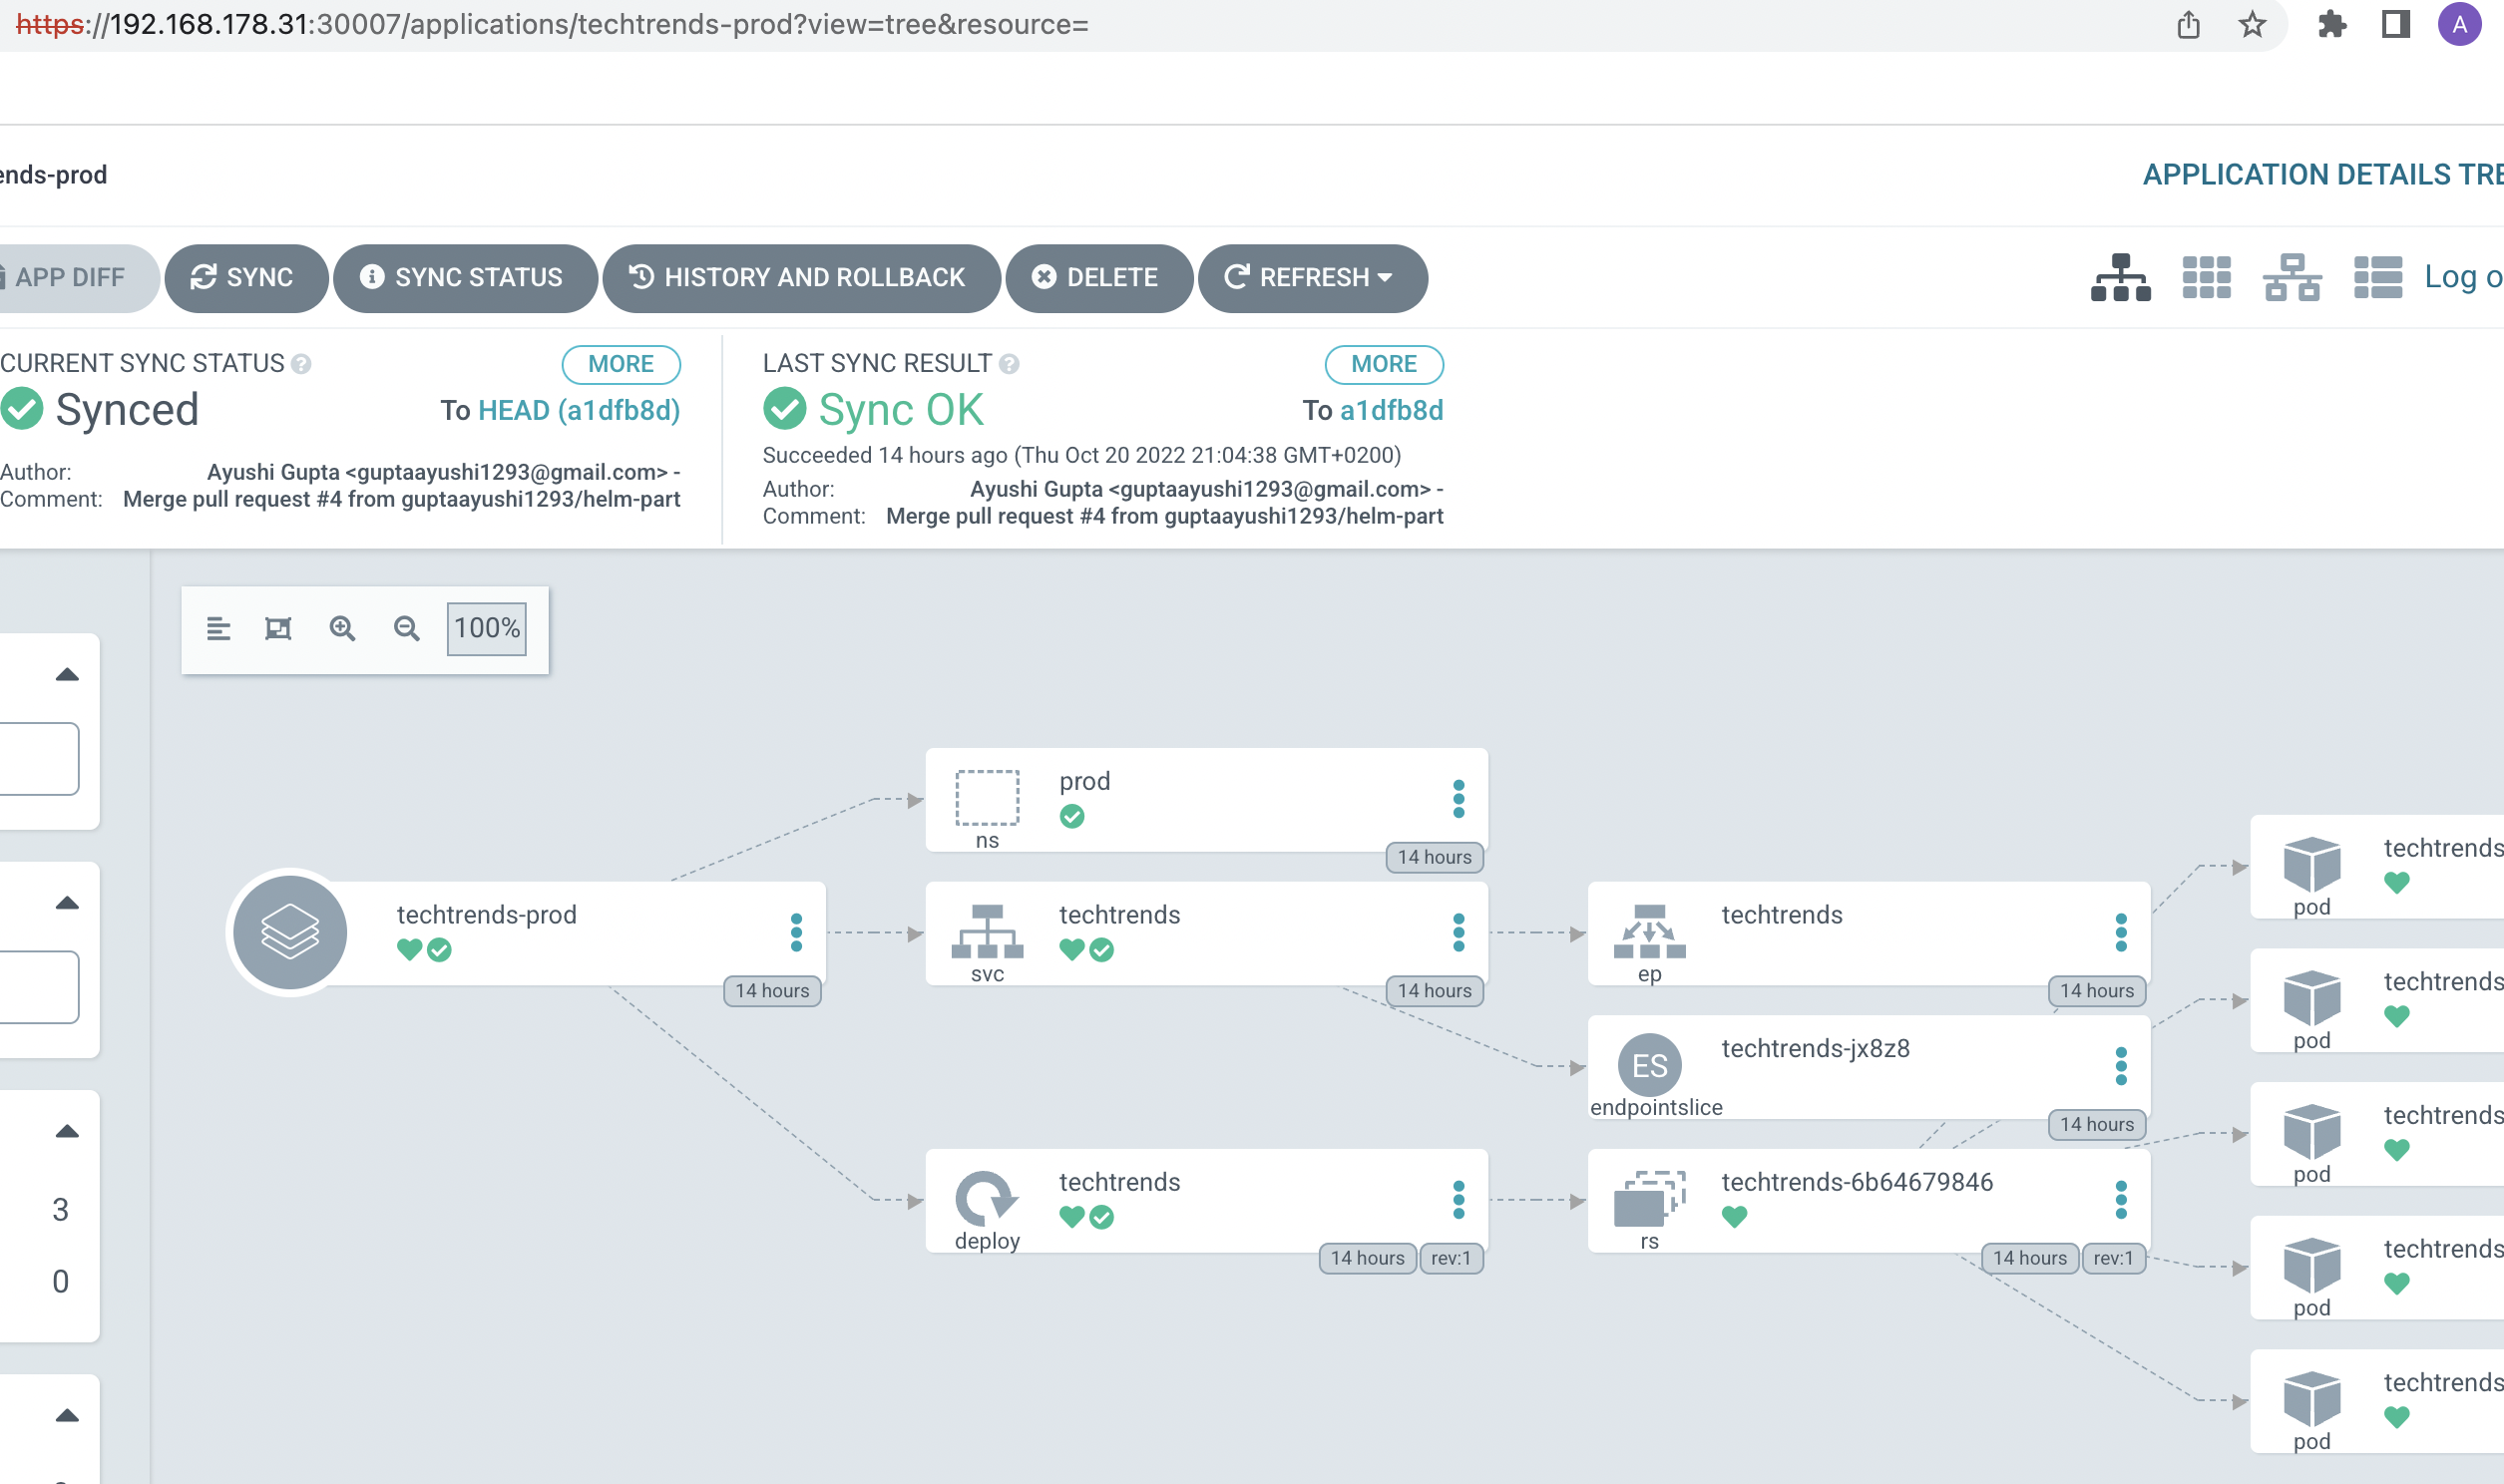 https://192.168.178.31:30007/applications/techtrends-prod?view=tree&resource=
A
ends-prod
APPLICATION DETAILS TRE
APP DIFF
SYNC
SYNC STATUS
HISTORY AND ROLLBACK
DELETE
REFRESH
Log o
CURRENT SYNC STATUS ?
MORE
Synced
To HEAD (a1dfb8d)
Author: Ayushi Gupta <guptaayushi1293@gmail.com> -
Comment: Merge pull request #4 from guptaayushi1293/helm-part
LAST SYNC RESULT ?
MORE
Sync OK
To a1dfb8d
Succeeded 14 hours ago (Thu Oct 20 2022 21:04:38 GMT+0200)
Author: Ayushi Gupta <guptaayushi1293@gmail.com> -
Comment: Merge pull request #4 from guptaayushi1293/helm-part
100%
3
0
techtrends-prod
14 hours
prod
ns
14 hours
techtrends
svc
14 hours
techtrends
deploy
14 hours
rev:1
techtrends
ep
14 hours
ES
techtrends-jx8z8
endpointslice
14 hours
techtrends-6b64679846
rs
14 hours
rev:1
techtrends
pod
techtrends
pod
techtrends
pod
techtrends
pod
techtrends
pod